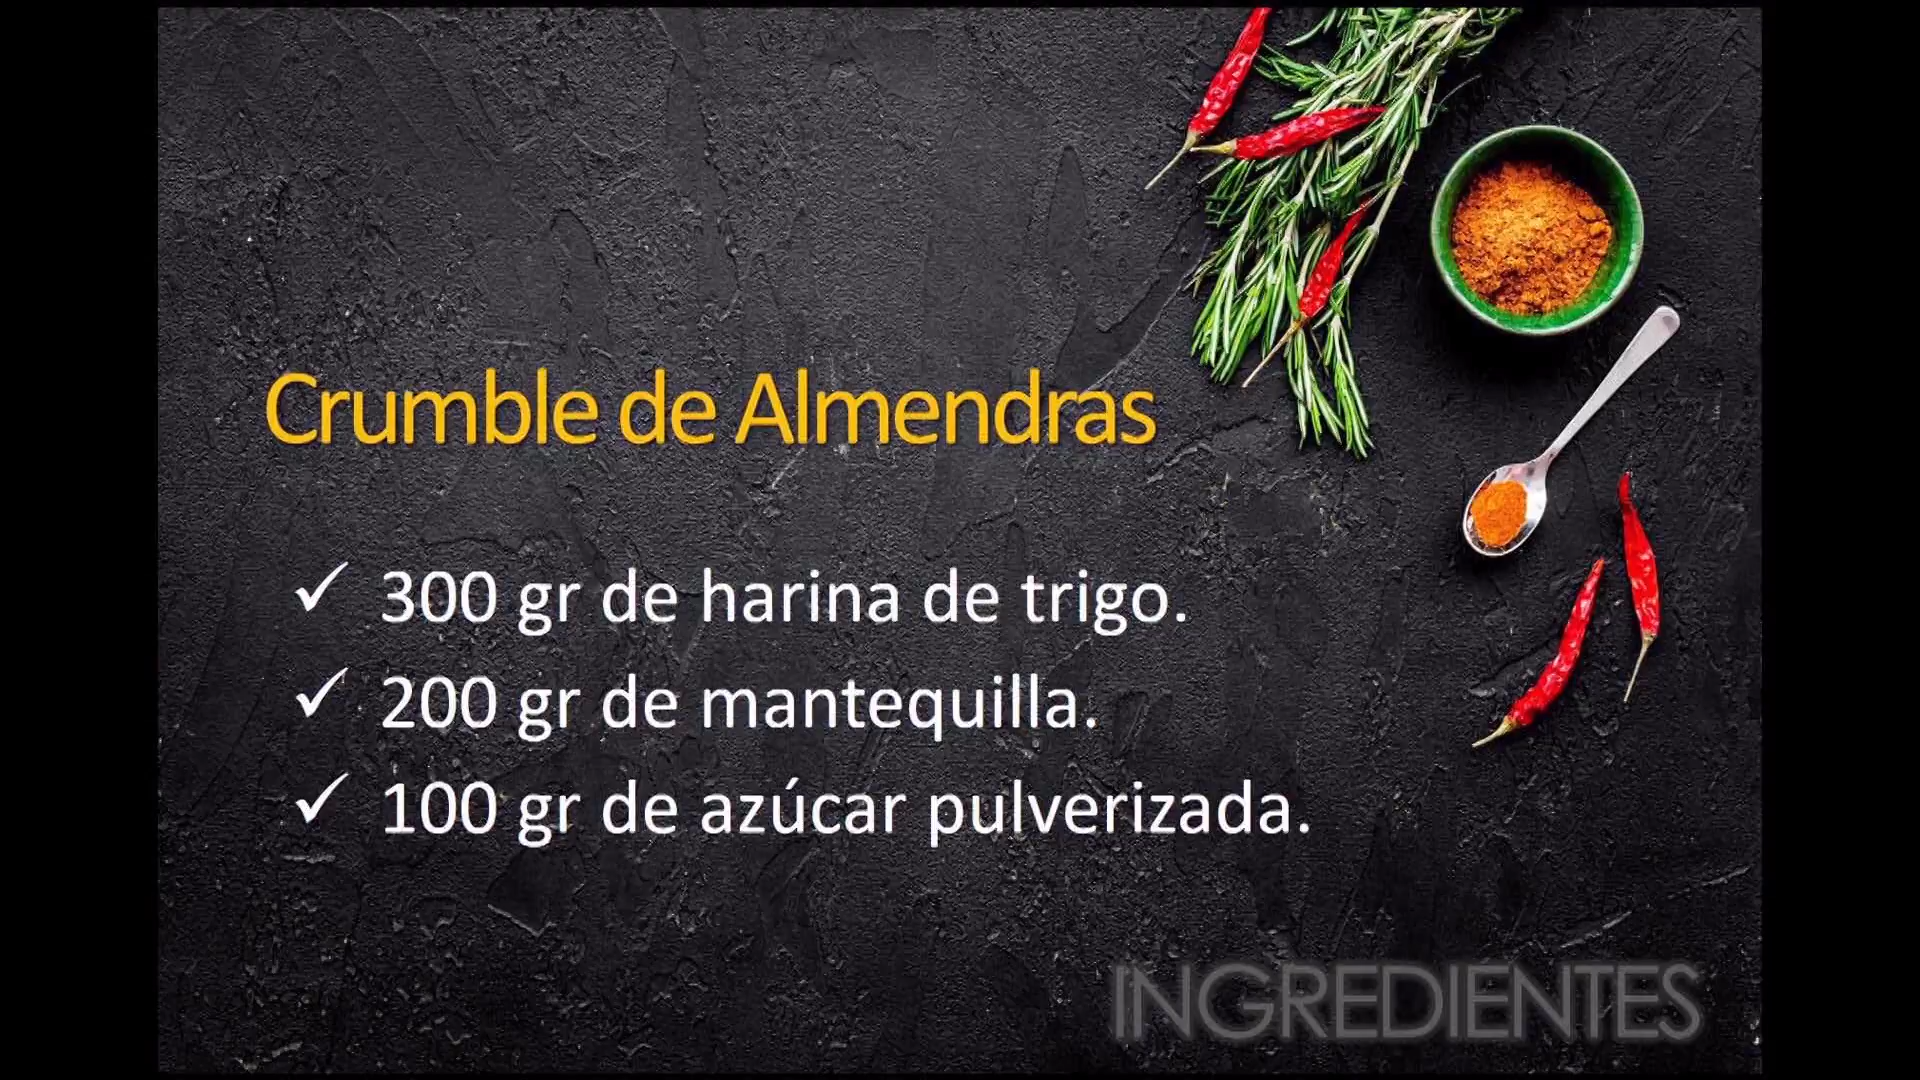 Crumble de Almendras
✓ 300 gr de harina de trigo.
✓ 200 gr de mantequilla.
✓ 100 gr de azúcar pulverizada.
INGREDIENTES